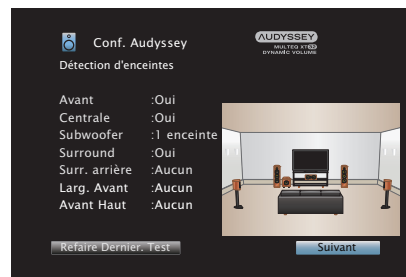 Conf. Audyssey
AUDYSSEY
MULTEQ XT32
DYNAMIC VOLUME
Détection d'enceintes
Avant :Oui
Centrale :Oui
Subwoofer :1 enceinte
Surround :Oui
Surr. arrière :Aucun
Larg. Avant :Aucun
Avant Haut :Aucun
Refaire Dernier. Test
Suivant